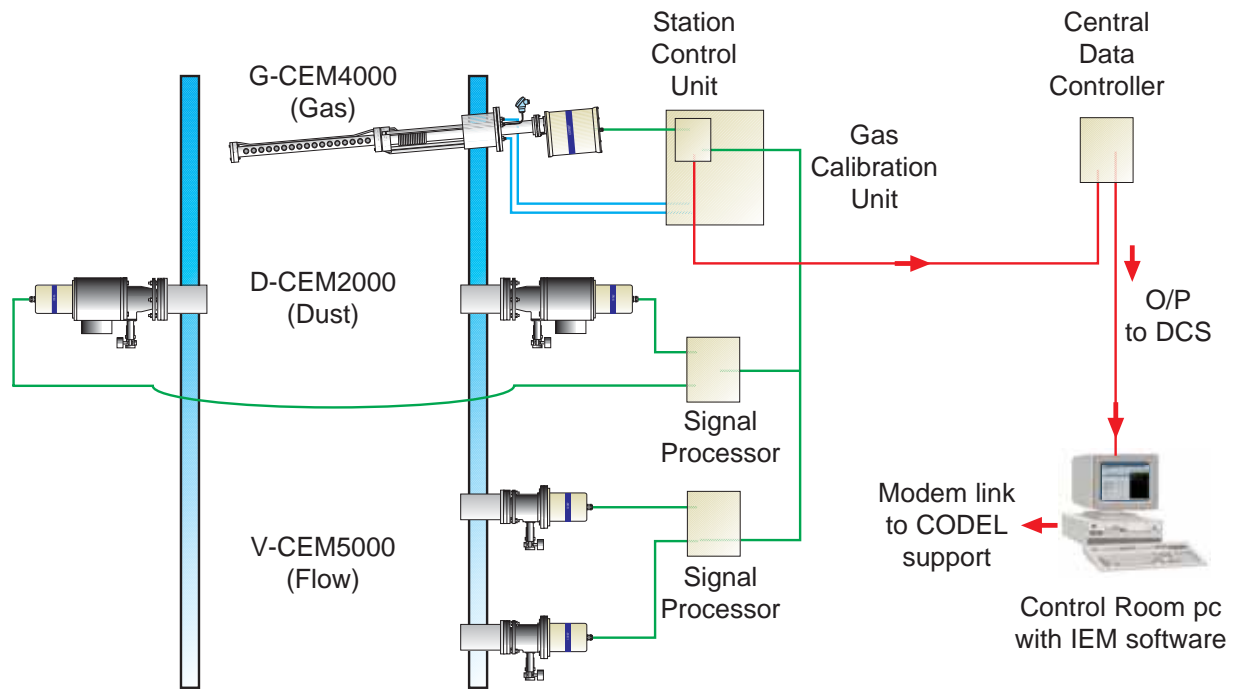 G-CEM4000
(Gas)
Station
Control
Unit
Central
Data
Controller
Gas
Calibration
Unit
D-CEM2000
(Dust)
O/P
to DCS
Signal
Processor
V-CEM5000
(Flow)
Signal
Processor
Modem link
to CODEL
support
Control Room pc
with IEM software